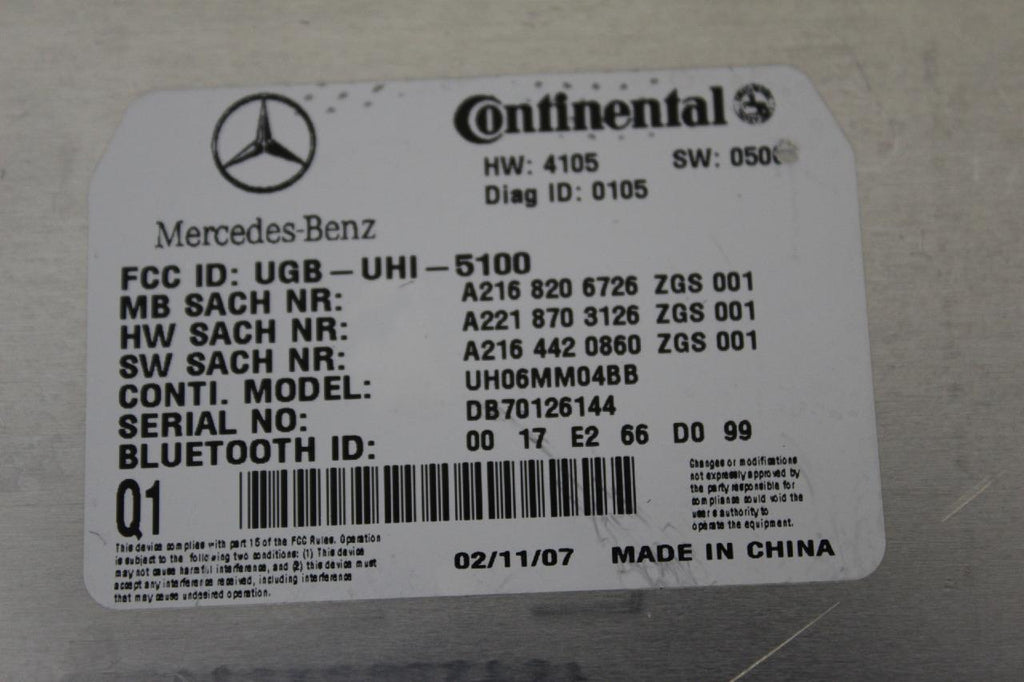 Continental
HW: 4105 SW: 050
Diag ID: 0105
Mercedes-Benz
FCC ID: UGB-UHI-5100
MB SACH NR: A216 820 6726 ZGS 001
HW SACH NR: A221 870 3126 ZGS 001
SW SACH NR: A216 442 0860 ZGS 001
CONTI. MODEL: UH06MM04BB
SERIAL NO: DB70126144
BLUETOOTH ID: 00 17 E2 66 D0 99
Q1
Changes or modifications
not expressly approved by
the party responsible for
compliance could void the
user s authority to
operate the equipment.
This device complies with part 15 of the FCC Rules. Operation
is subject to the following two conditions: (1) This device
may not cause harmful interference, and (2) this device must
accept any interference received, including interference
that may cause undesired operation.
02/11/07 MADE IN CHINA